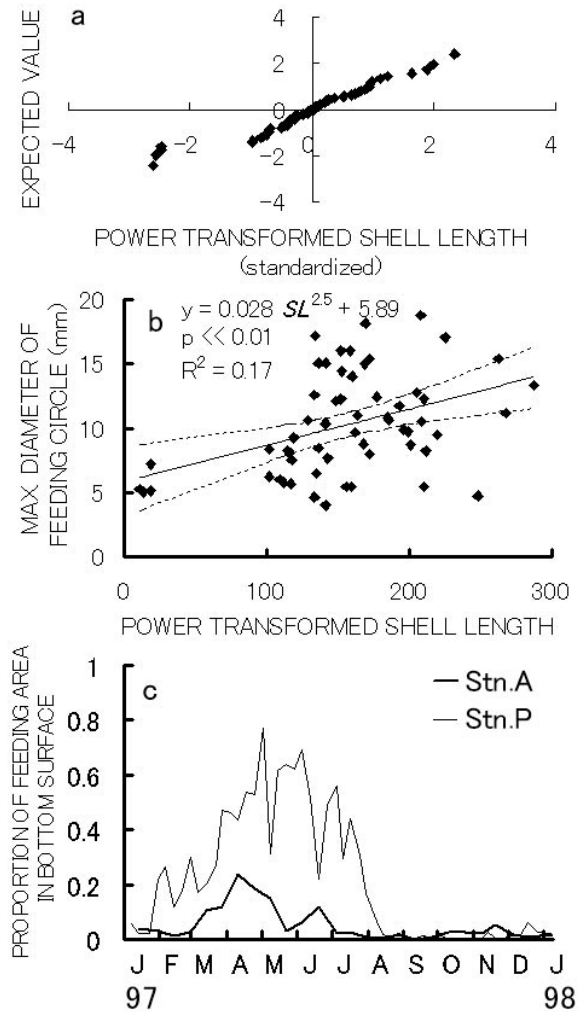 a
EXPECTED VALUE
4
2
0
-2
-4
-4
-2
0
2
4
POWER TRANSFORMED SHELL LENGTH
(standardized)
b
y = 0.028 SL^2.5 + 5.89
p << 0.01
R² = 0.17
MAX DIAMETER OF
FEEDING CIRCLE (mm)
20
15
10
5
0
0 100 200 300
POWER TRANSFORMED SHELL LENGTH
c
Stn.A
Stn.P
PROPORTION OF FEEDING AREA
IN BOTTOM SURFACE
1
0.8
0.6
0.4
0.2
0
J F M A M J J A S O N D J
97 98